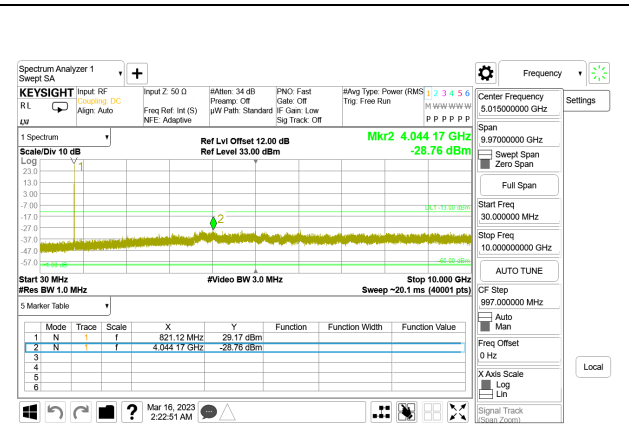 Spectrum Analyzer 1
Swept SA
Frequency
KEYSIGHT
RL
Input: RF
Coupling: DC
Align: Auto
Input Z: 50 Ω
Freq Ref: Int (S)
NFE: Adaptive
#Atten: 34 dB
Preamp: Off
µW Path: Standard
PNO: Fast
Gate: Off
IF Gain: Low
Sig Track: Off
#Avg Type: Power (RMS
Trig: Free Run
1 2 3 4 5 6
M W W W W W
P P P P P P
1 Spectrum
Scale/Div 10 dB
Ref Lvl Offset 12.00 dB
Ref Level 33.00 dBm
Mkr2 4.044 17 GHz
-28.76 dBm
Log
23.0
13.0
3.00
-7.00
-17.0
-27.0
-37.0
-47.0
-57.0
1
2
DL1 -13.00 dBm
Start 30 MHz
#Res BW 1.0 MHz
#Video BW 3.0 MHz
Stop 10.000 GHz
Sweep ~20.1 ms (40001 pts)
5 Marker Table
Mode Trace Scale X Y Function Function Width Function Value
1 N 1 f 821.12 MHz 29.17 dBm
2 N 1 f 4.044 17 GHz -28.76 dBm
3
4
5
6
Mar 16, 2023
2:22:51 AM
Center Frequency
5.015000000 GHz
Span
9.97000000 GHz
Swept Span
Zero Span
Full Span
Start Freq
30.000000 MHz
Stop Freq
10.000000000 GHz
AUTO TUNE
CF Step
997.000000 MHz
Auto
Man
Freq Offset
0 Hz
X Axis Scale
Log
Lin
Signal Track
(Span Zoom)
Settings
Local